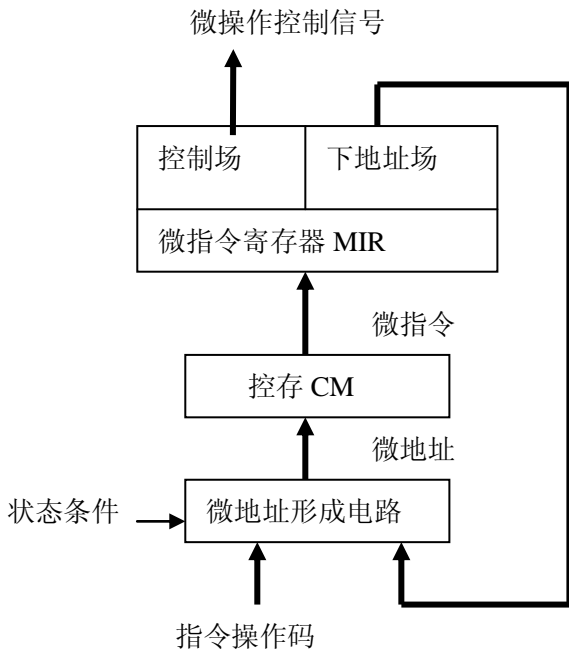 微操作控制信号
控制场
下地址场
微指令寄存器 MIR
微指令
控存 CM
微地址
状态条件
微地址形成电路
指令操作码